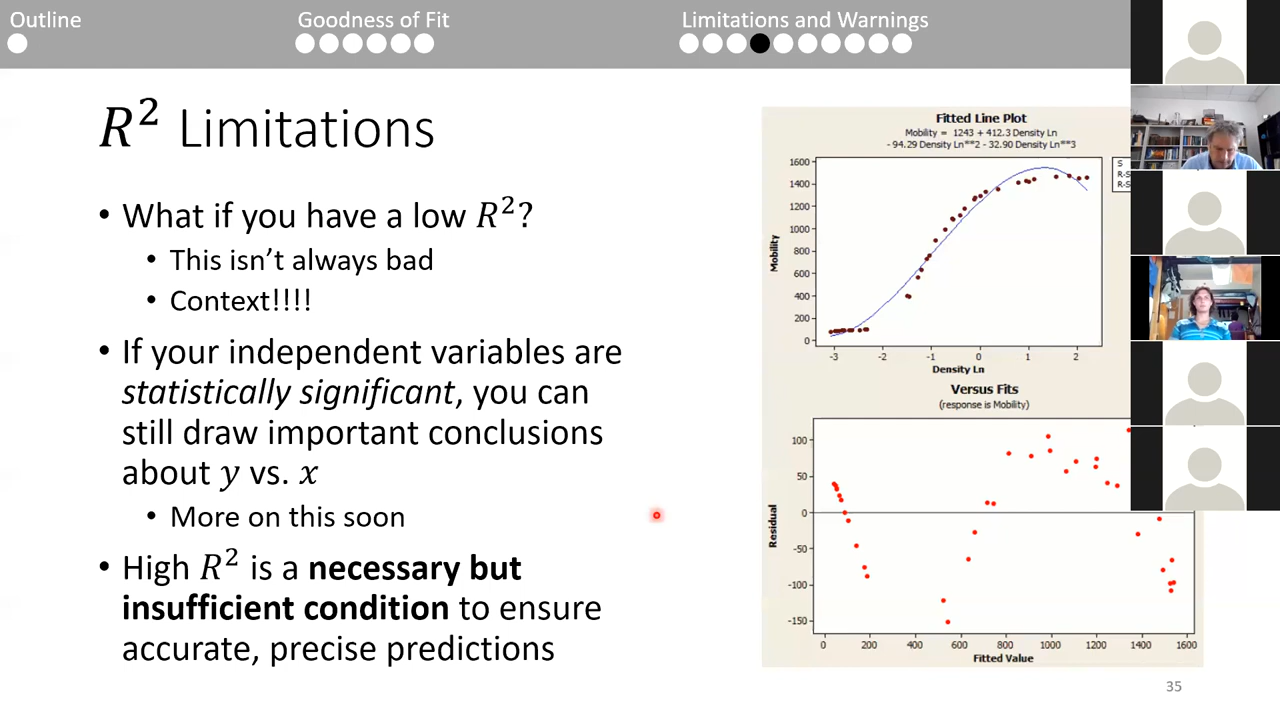 Outline
Goodness of Fit
Limitations and Warnings
R² Limitations
• What if you have a low R²?
• This isn't always bad
• Context!!!!
• If your independent variables are
statistically significant, you can
still draw important conclusions
about y vs. x
• More on this soon
• High R² is a necessary but
insufficient condition to ensure
accurate, precise predictions
Fitted Line Plot
Mobility = 1243 + 412.3 Density Ln
- 94.29 Density Ln**2 - 32.90 Density Ln**3
S
R-S
R-S
1600
1400
1200
1000
800
600
400
200
0
Mobility
-3 -2 -1 0 1 2
Density Ln
Versus Fits
(response is Mobility)
100
50
0
-50
-100
-150
Residual
0 200 400 600 800 1000 1200 1400 1600
Fitted Value
35